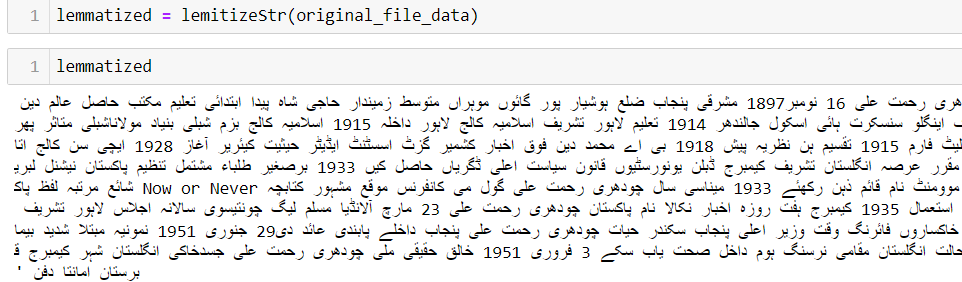 1 lemmatized = lemitizeStr(original_file_data)
1 lemmatized
ھری رحمت علی 16 نومبر1897 مشرقی پنجاب ضلع ہوشیار پور گائوں موہراں متوسط زمیندار حاجی شاہ پیدا ابتدائی تعلیم مکتب حاصل عالم دین
اینگلو سنسکرت ہائی اسکول جالندھر 1914 تعلیم لاہور تشریف اسلامیہ کالج لاہور داخلہ 1915 اسلامیہ کالج بزم شبلی بنیاد مولاناشبلی متاثر پھر
لیٹ فارم 1915 تقسیم ہن نظریہ پیش 1918 بی اے محمد دین فوق اخبار کشمیر گزٹ اسسٹنٹ ایڈیٹر حیثیت کیئریر آغاز 1928 ایچی سن کالج اتا
مقرر عرصہ انگلستان تشریف کیمبرج ڈبلن یونورسٹیوں قانون سیاست اعلی ڈگریاں حاصل کیں 1933 برصغیر طلباء مشتمل تنظیم پاکستان نیشنل لبری
موومنٹ نام قائم ذہن رکھئے 1933 میناسی سال چودھری رحمت علی گول می کانفرنس موقع مشہور کتابچہ Now or Never شائع مرتبہ لفظ پاک
استعمال 1935 کیمبرج ہفت روزہ اخبار نکالا نام پاکستان چودھری رحمت علی 23 مارچ آلانڈیا مسلم لیگ چونتیسوی سالانہ اجلاس لاہور تشریف
خاکساروں فائرنگ وقت وزیر اعلی پنجاب سکندر حیات چودھری رحمت علی پنجاب داخلے پابندی عائد دی29 جنوری 1951 نمونیہ مبتلا شدید بیما
حالت انگلستان مقامی نرسنگ ہوم داخل صحت یاب سکے 3 فروری 1951 خالق حقیقی ملی چودھری رحمت علی جسدخاکی انگلستان شہر کیمبرج ق
برستان امانتا دفن '